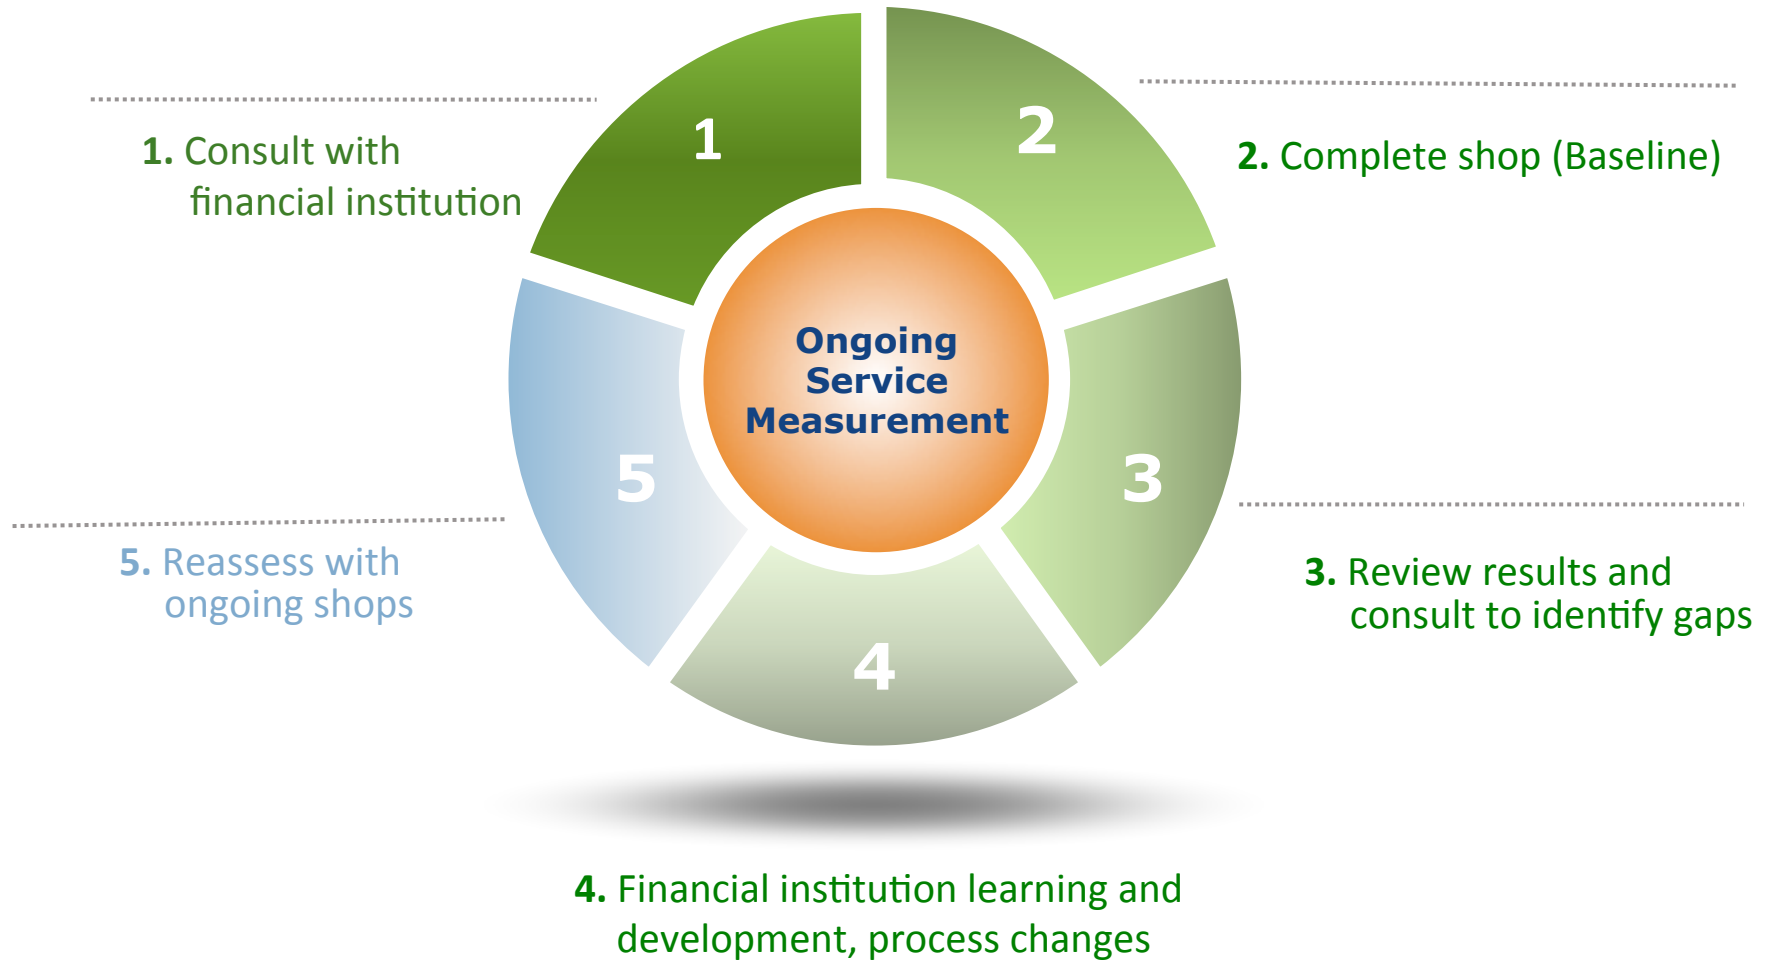 1
2
1. Consult with
financial institution
2. Complete shop (Baseline)
Ongoing
Service
Measurement
5
3
5. Reassess with
ongoing shops
3. Review results and
consult to identify gaps
4
4. Financial institution learning and
development, process changes